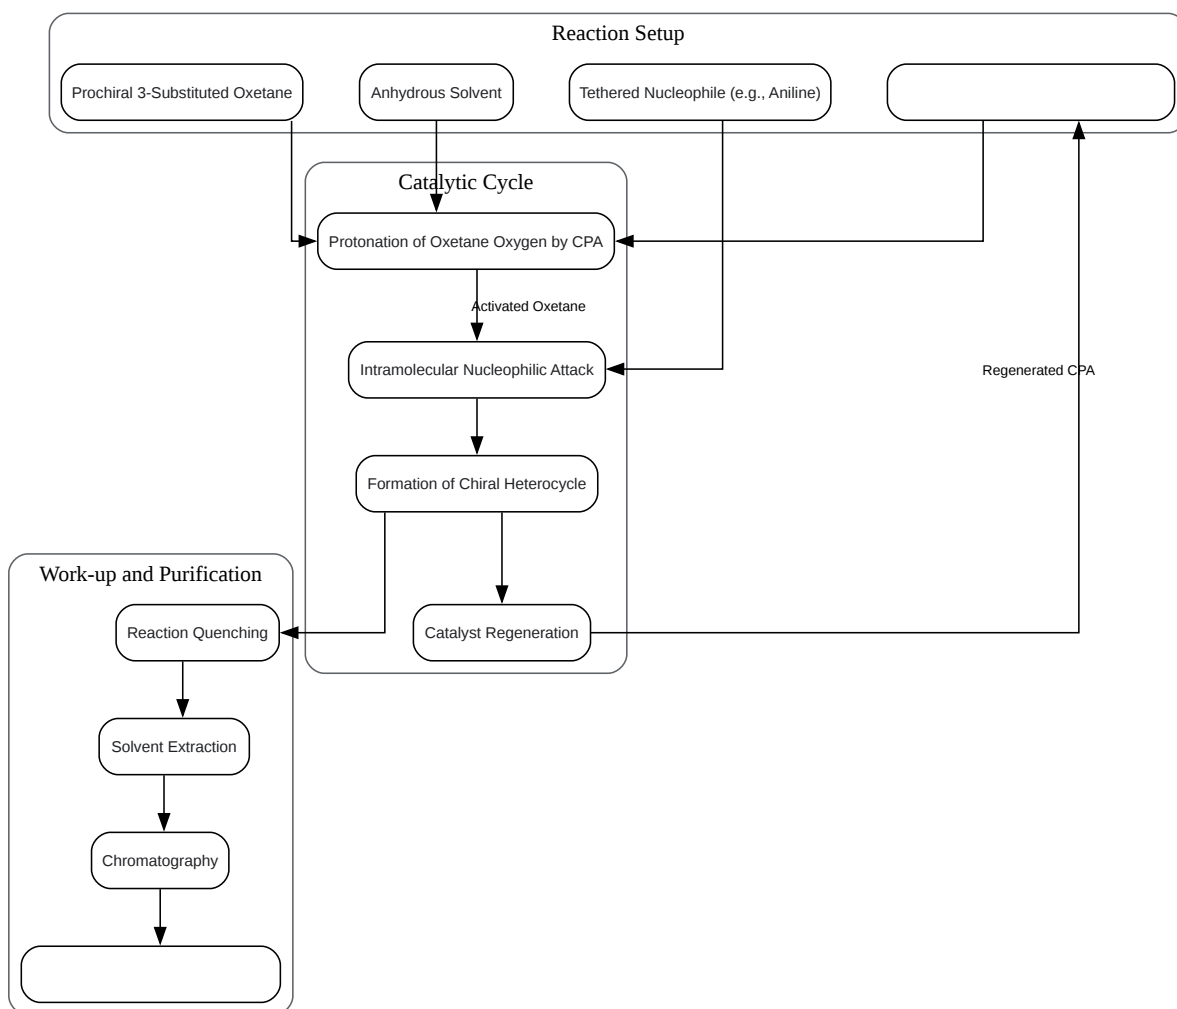 Reaction Setup
Prochiral 3-Substituted Oxetane
Anhydrous Solvent
Tethered Nucleophile (e.g., Aniline)
Catalytic Cycle
Protonation of Oxetane Oxygen by CPA
Activated Oxetane
Intramolecular Nucleophilic Attack
Regenerated CPA
Formation of Chiral Heterocycle
Catalyst Regeneration
Work-up and Purification
Reaction Quenching
Solvent Extraction
Chromatography